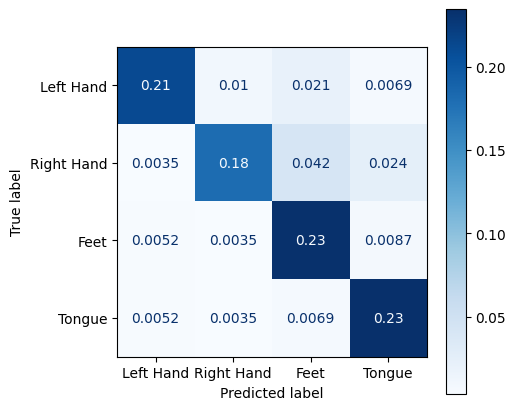 Left Hand 0.21 0.01 0.021 0.0069
Right Hand 0.0035 0.18 0.042 0.024
Feet 0.0052 0.0035 0.23 0.0087
Tongue 0.0052 0.0035 0.0069 0.23
Left Hand Right Hand Feet Tongue
Predicted label
True label
0.20
0.15
0.10
0.05